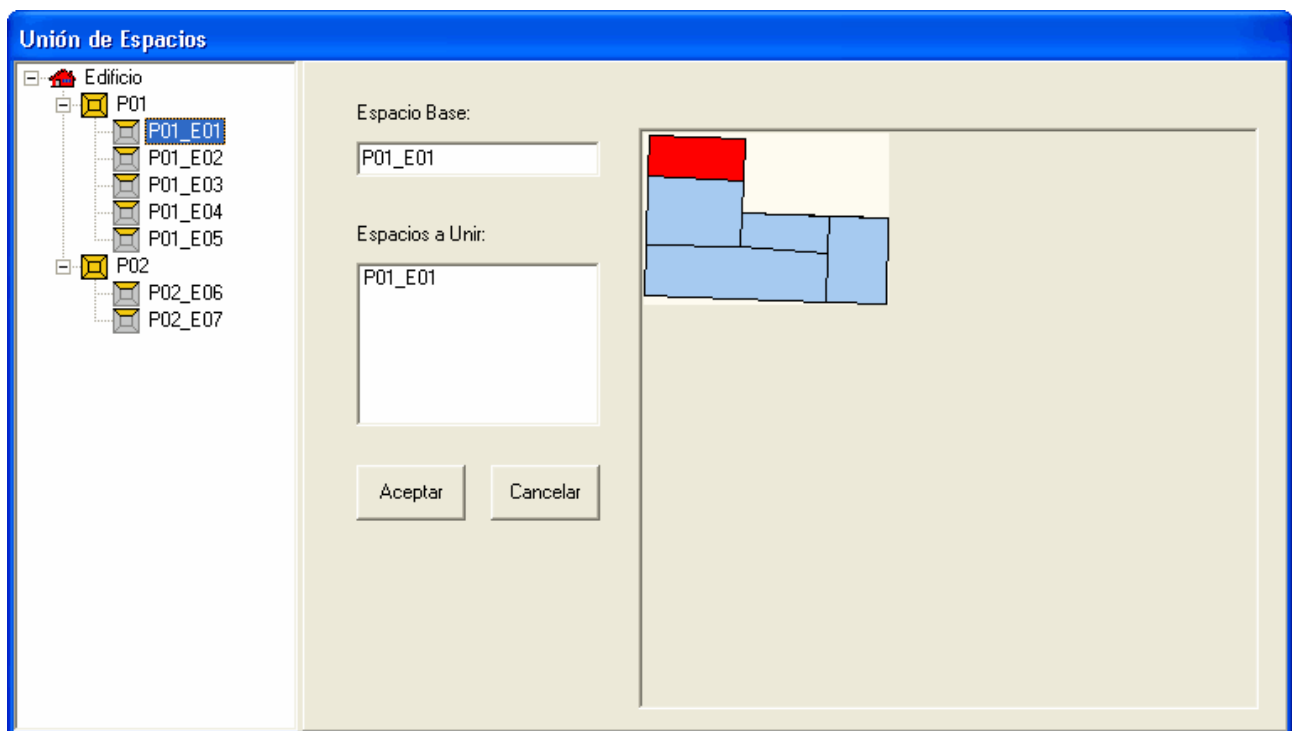 Unión de Espacios
Edificio
P01
P01_E01
P01_E02
P01_E03
P01_E04
P01_E05
P02
P02_E06
P02_E07
Espacio Base:
P01_E01
Espacios a Unir:
P01_E01
Aceptar
Cancelar